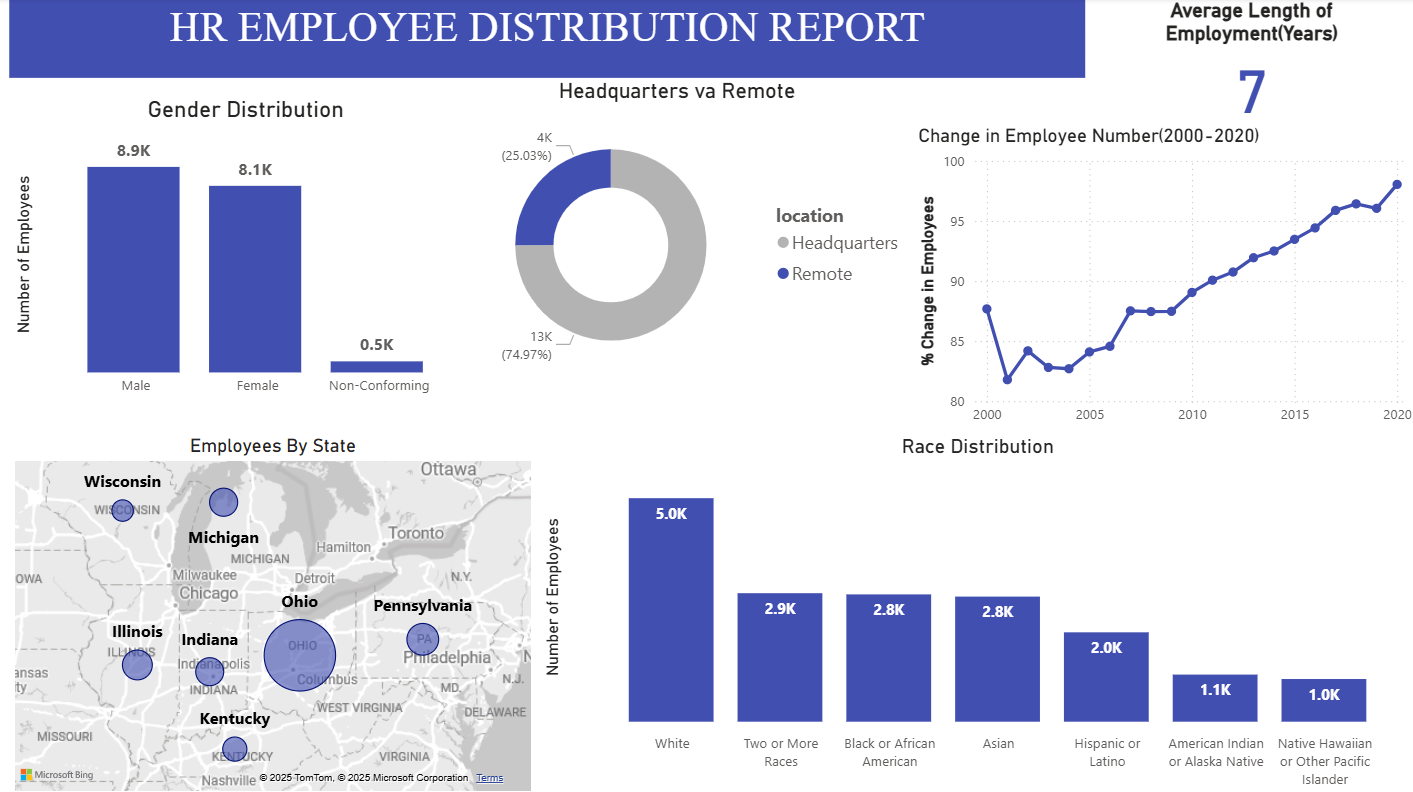 HR EMPLOYEE DISTRIBUTION REPORT
Average Length of
Employment(Years)
7
Gender Distribution
Number of Employees
8.9K
8.1K
0.5K
Male
Female
Non-Conforming
Headquarters va Remote
4K
(25.03%)
13K
(74.97%)
location
Headquarters
Remote
Change in Employee Number(2000-2020)
% Change in Employees
100
95
90
85
80
2000
2005
2010
2015
2020
Employees By State
Ottawa
Wisconsin
WISCONSIN
Michigan
MICHIGAN
Toronto
Hamilton
OWA
Milwaukee
Chicago
Detroit
N.Y.
Ohio
OHIO
Pennsylvania
PA
Philadelphia
N
Illinois
ILLINOIS
Indiana
Indianapolis
INDIANA
Columbus
ansas
ty
N.J.
MD.
WEST VIRGINIA
DELAWARE
Kentucky
KENTUCKY
MISSOURI
VIRGINIA
Nashville
Microsoft Bing
© 2025 TomTom, © 2025 Microsoft Corporation Terms
Race Distribution
Number of Employees
5.0K
2.9K
2.8K
2.8K
2.0K
1.1K
1.0K
White
Two or More
Races
Black or African
American
Asian
Hispanic or
Latino
American Indian
or Alaska Native
Native Hawaiian
or Other Pacific
Islander